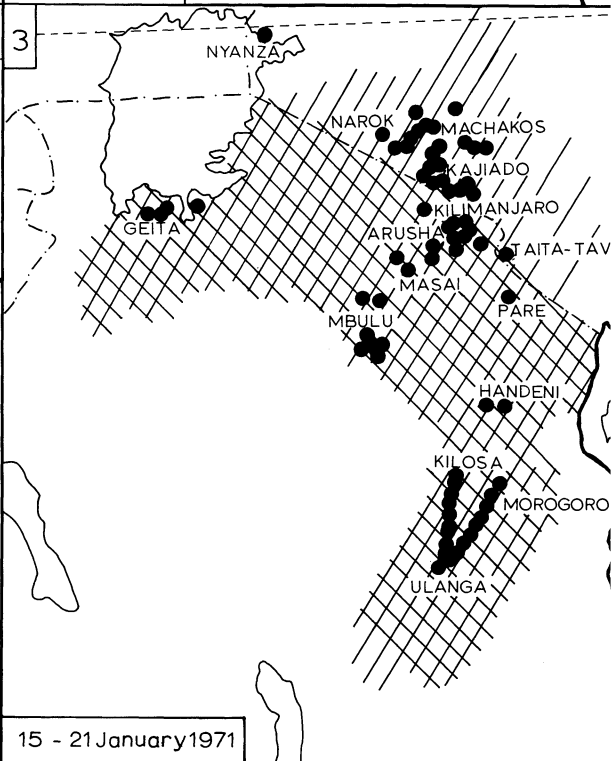 3
NYANZA
NAROK
MACHAKOS
KAJIADO
KILIMANJARO
GEITA
ARUSHA
TAITA-TAV
MASAI
PARE
MBULU
HANDENI
KILOSA
MOROGORO
ULANGA
15 - 21 January 1971